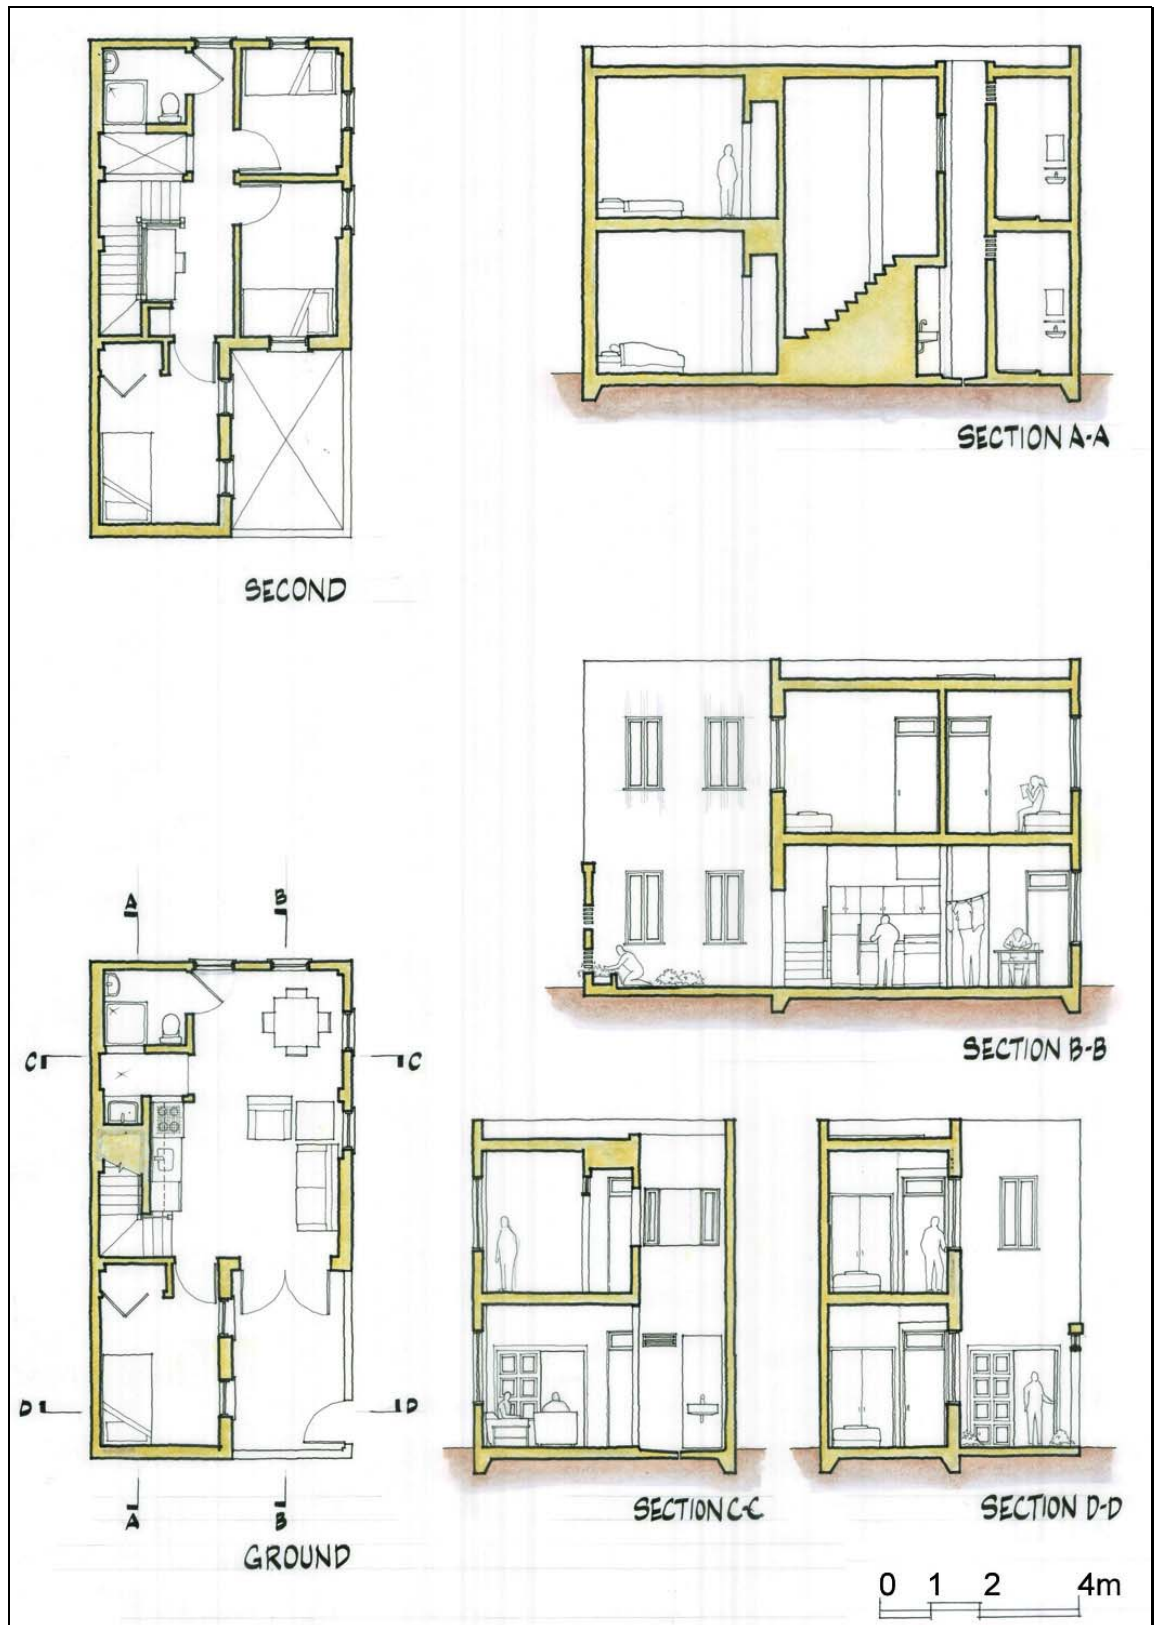 SECOND
SECTION A-A
SECTION B-B
A
B
C
C
D
D
A
B
GROUND
SECTION C-C
SECTION D-D
0 1 2 4m